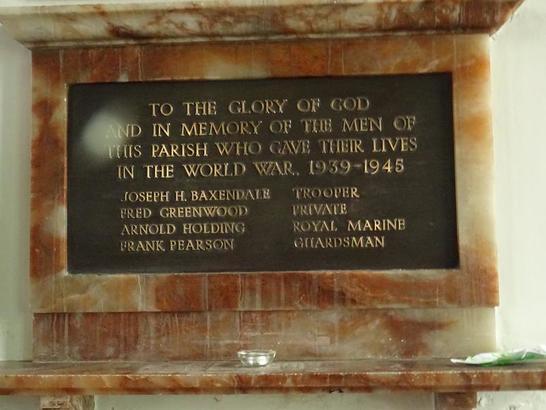 TO THE GLORY OF GOD
AND IN MEMORY OF THE MEN OF
THIS PARISH WHO GAVE THEIR LIVES
IN THE WORLD WAR. 1939-1945
JOSEPH H. BAXENDALE TROOPER
FRED GREENWOOD PRIVATE
ARNOLD HOLDING ROYAL MARINE
FRANK PEARSON GUARDSMAN